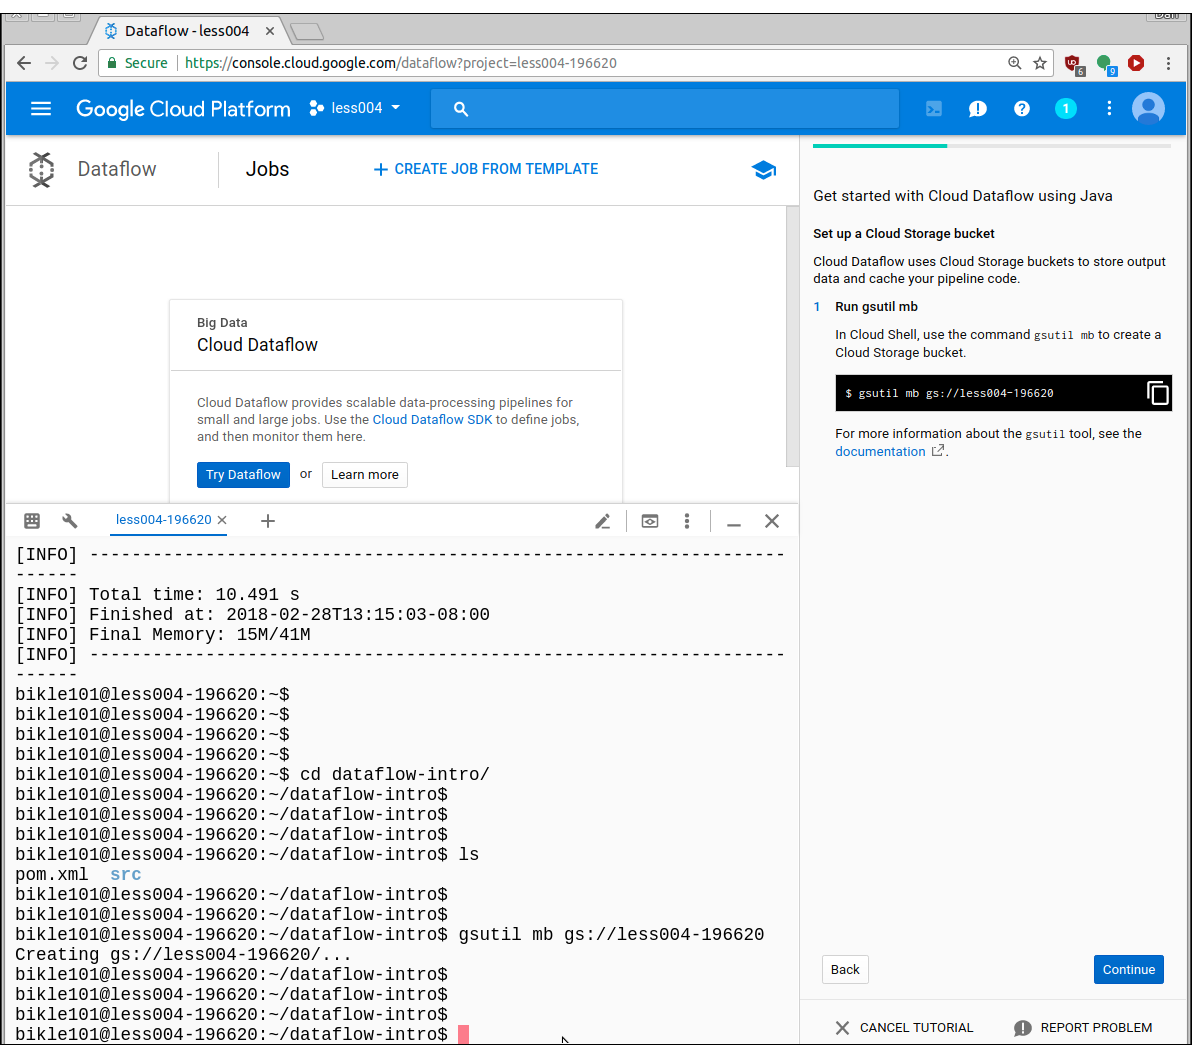 Dan
Dataflow - less004
Secure
https://console.cloud.google.com/dataflow?project=less004-196620
6
9
Google Cloud Platform
less004
1
Dataflow
Jobs
CREATE JOB FROM TEMPLATE
Big Data
Cloud Dataflow
Cloud Dataflow provides scalable data-processing pipelines for
small and large jobs. Use the Cloud Dataflow SDK to define jobs,
and then monitor them here.
Try Dataflow or Learn more
Get started with Cloud Dataflow using Java
Set up a Cloud Storage bucket
Cloud Dataflow uses Cloud Storage buckets to store output
data and cache your pipeline code.
1 Run gsutil mb
In Cloud Shell, use the command gsutil mb to create a
Cloud Storage bucket.
$ gsutil mb gs://less004-196620
For more information about the gsutil tool, see the
documentation .
Back
Continue
CANCEL TUTORIAL
REPORT PROBLEM
less004-196620
[INFO] ------------------------------------------------------------------
------
[INFO] Total time: 10.491 s
[INFO] Finished at: 2018-02-28T13:15:03-08:00
[INFO] Final Memory: 15M/41M
[INFO] ------------------------------------------------------------------
------
bikle101@less004-196620:~$
bikle101@less004-196620:~$
bikle101@less004-196620:~$
bikle101@less004-196620:~$
bikle101@less004-196620:~$ cd dataflow-intro/
bikle101@less004-196620:~/dataflow-intro$
bikle101@less004-196620:~/dataflow-intro$
bikle101@less004-196620:~/dataflow-intro$
bikle101@less004-196620:~/dataflow-intro$ ls
pom.xml src
bikle101@less004-196620:~/dataflow-intro$
bikle101@less004-196620:~/dataflow-intro$
bikle101@less004-196620:~/dataflow-intro$ gsutil mb gs://less004-196620
Creating gs://less004-196620/...
bikle101@less004-196620:~/dataflow-intro$
bikle101@less004-196620:~/dataflow-intro$
bikle101@less004-196620:~/dataflow-intro$
bikle101@less004-196620:~/dataflow-intro$